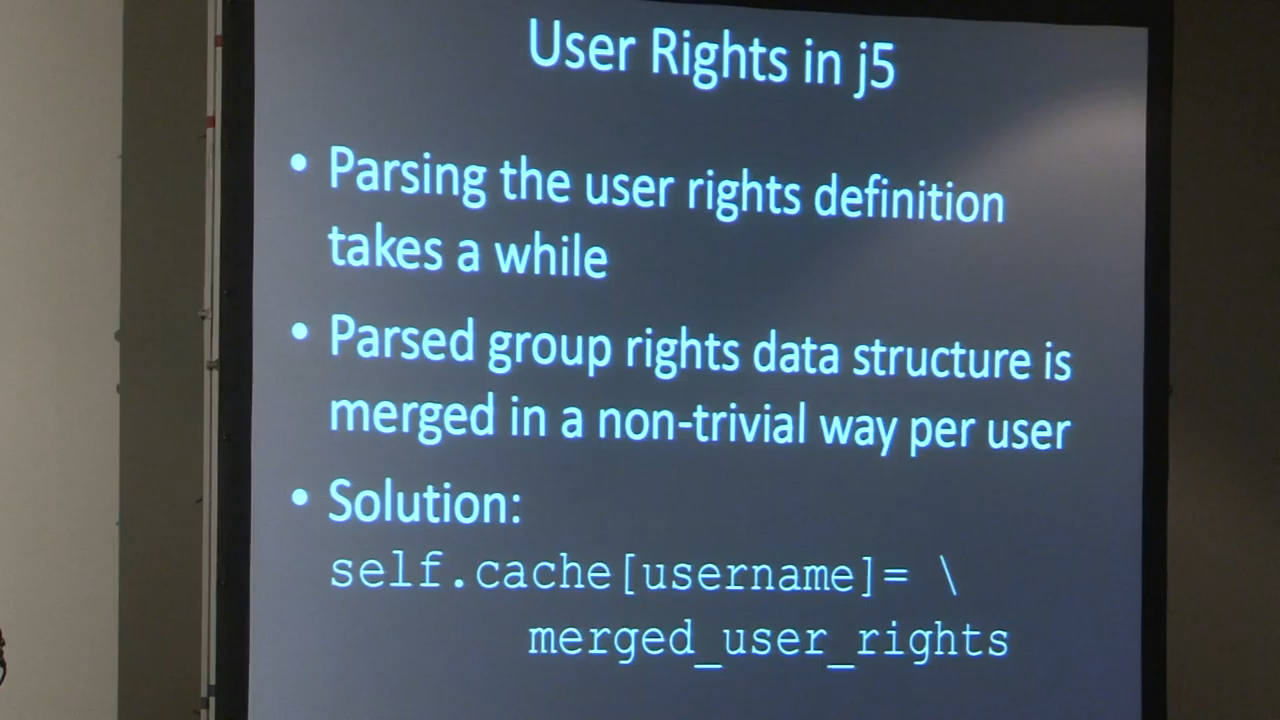 User Rights in j5
• Parsing the user rights definition
takes a while
• Parsed group rights data structure is
merged in a non-trivial way per user
• Solution:
self.cache[username]= \
merged_user_rights